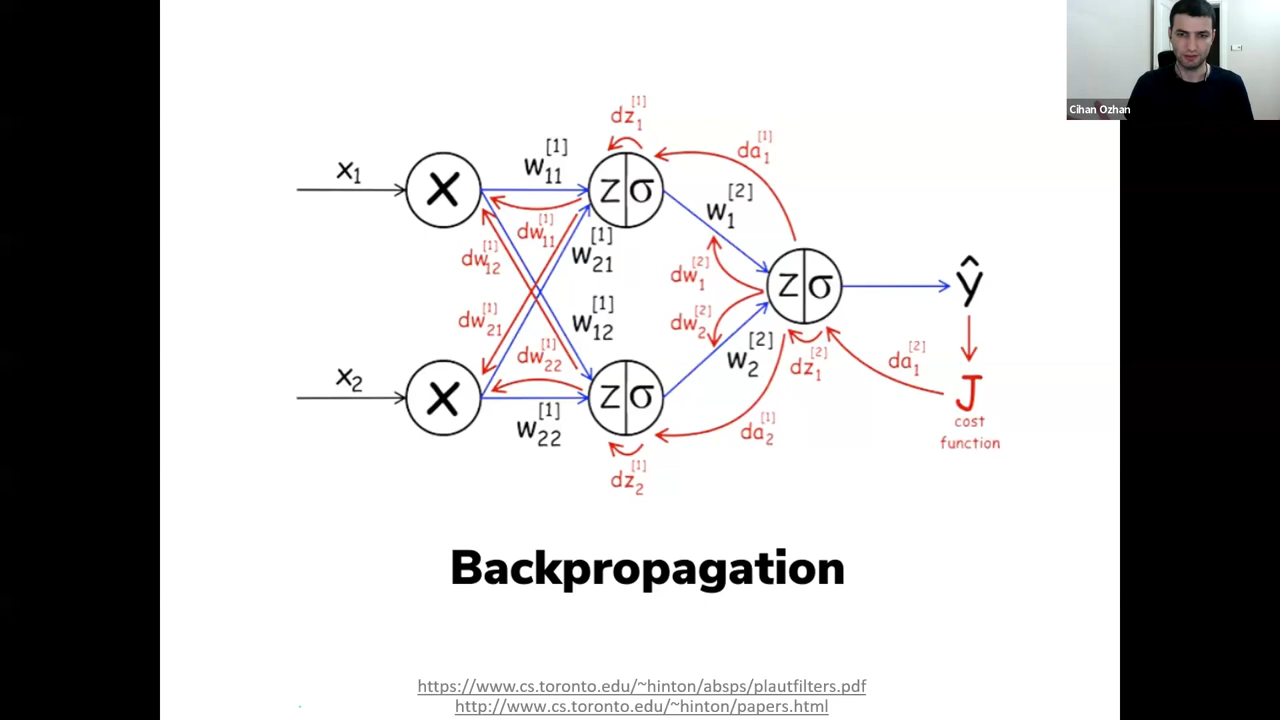 Cihan Ozhan
dz₁^[1]
da₁^[1]
x₁
X
w₁₁^[1]
z σ
dw₁₁^[1]
w₁^[2]
dw₁₂^[1]
w₂₁^[1]
dw₁^[2]
z σ
ŷ
dw₂₁^[1]
w₁₂^[1]
dw₂^[2]
dw₂₂^[1]
w₂^[2]
dz₁^[2]
da₁^[2]
J
cost
function
x₂
X
w₂₂^[1]
z σ
da₂^[1]
dz₂^[1]
Backpropagation
https://www.cs.toronto.edu/~hinton/absps/plautfilters.pdf
http://www.cs.toronto.edu/~hinton/papers.html